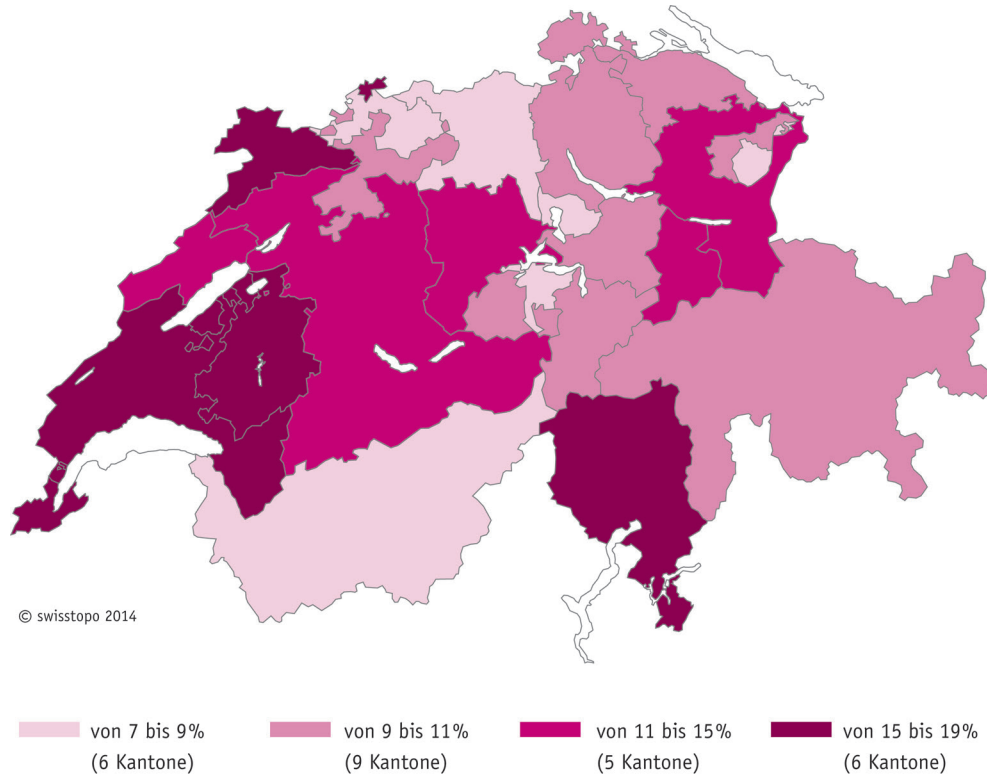 © swisstopo 2014
von 7 bis 9%
(6 Kantone)
von 9 bis 11%
(9 Kantone)
von 11 bis 15%
(5 Kantone)
von 15 bis 19%
(6 Kantone)